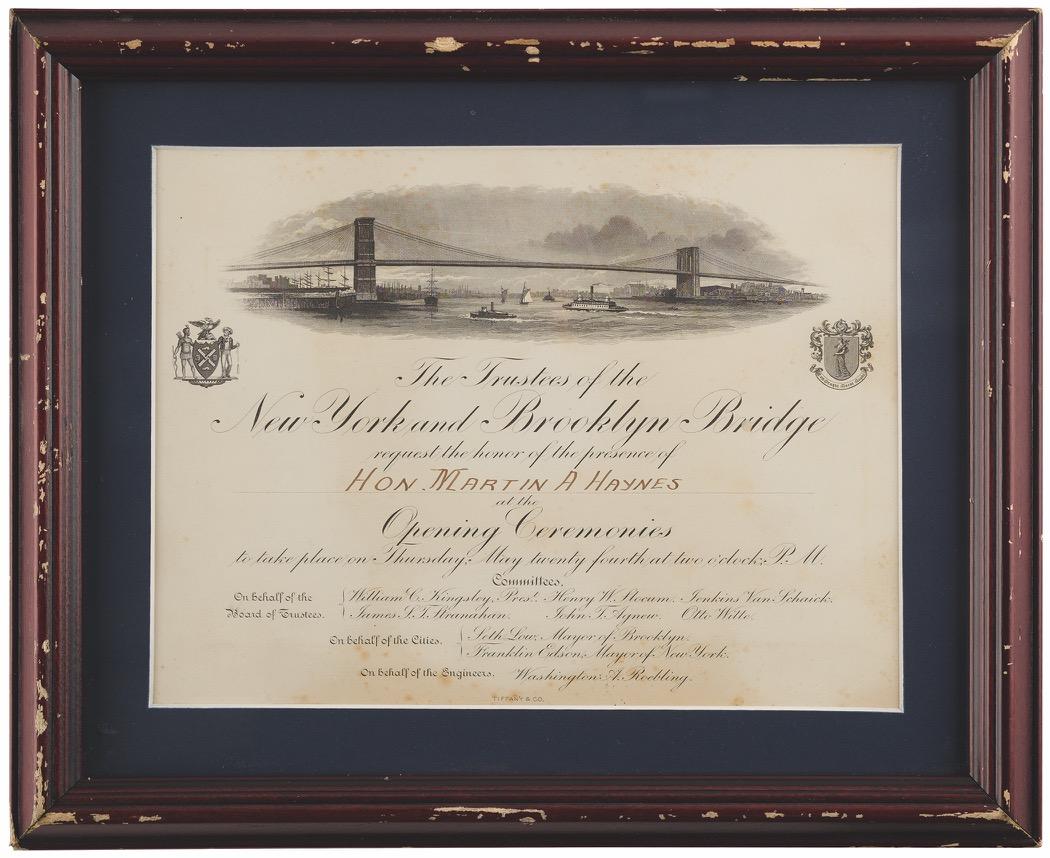 The Trustees of the
New York and Brooklyn Bridge
request the honor of the presence of
HON. MARTIN A HAYNES
at the
Opening Ceremonies
to take place on Thursday, May twenty fourth at two o'clock, P. M.
Committees.
On behalf of the Board of Trustees. { William C. Kingsley, Prest. Henry W. Slocum. Jenkins Van Schaick.
James S. T. Stranahan. John T. Agnew. Otto Witte.
On behalf of the Cities. { Seth Low, Mayor of Brooklyn.
Franklin Edson, Mayor of New York.
On behalf of the Engineers. Washington A. Roebling.
TIFFANY & CO.